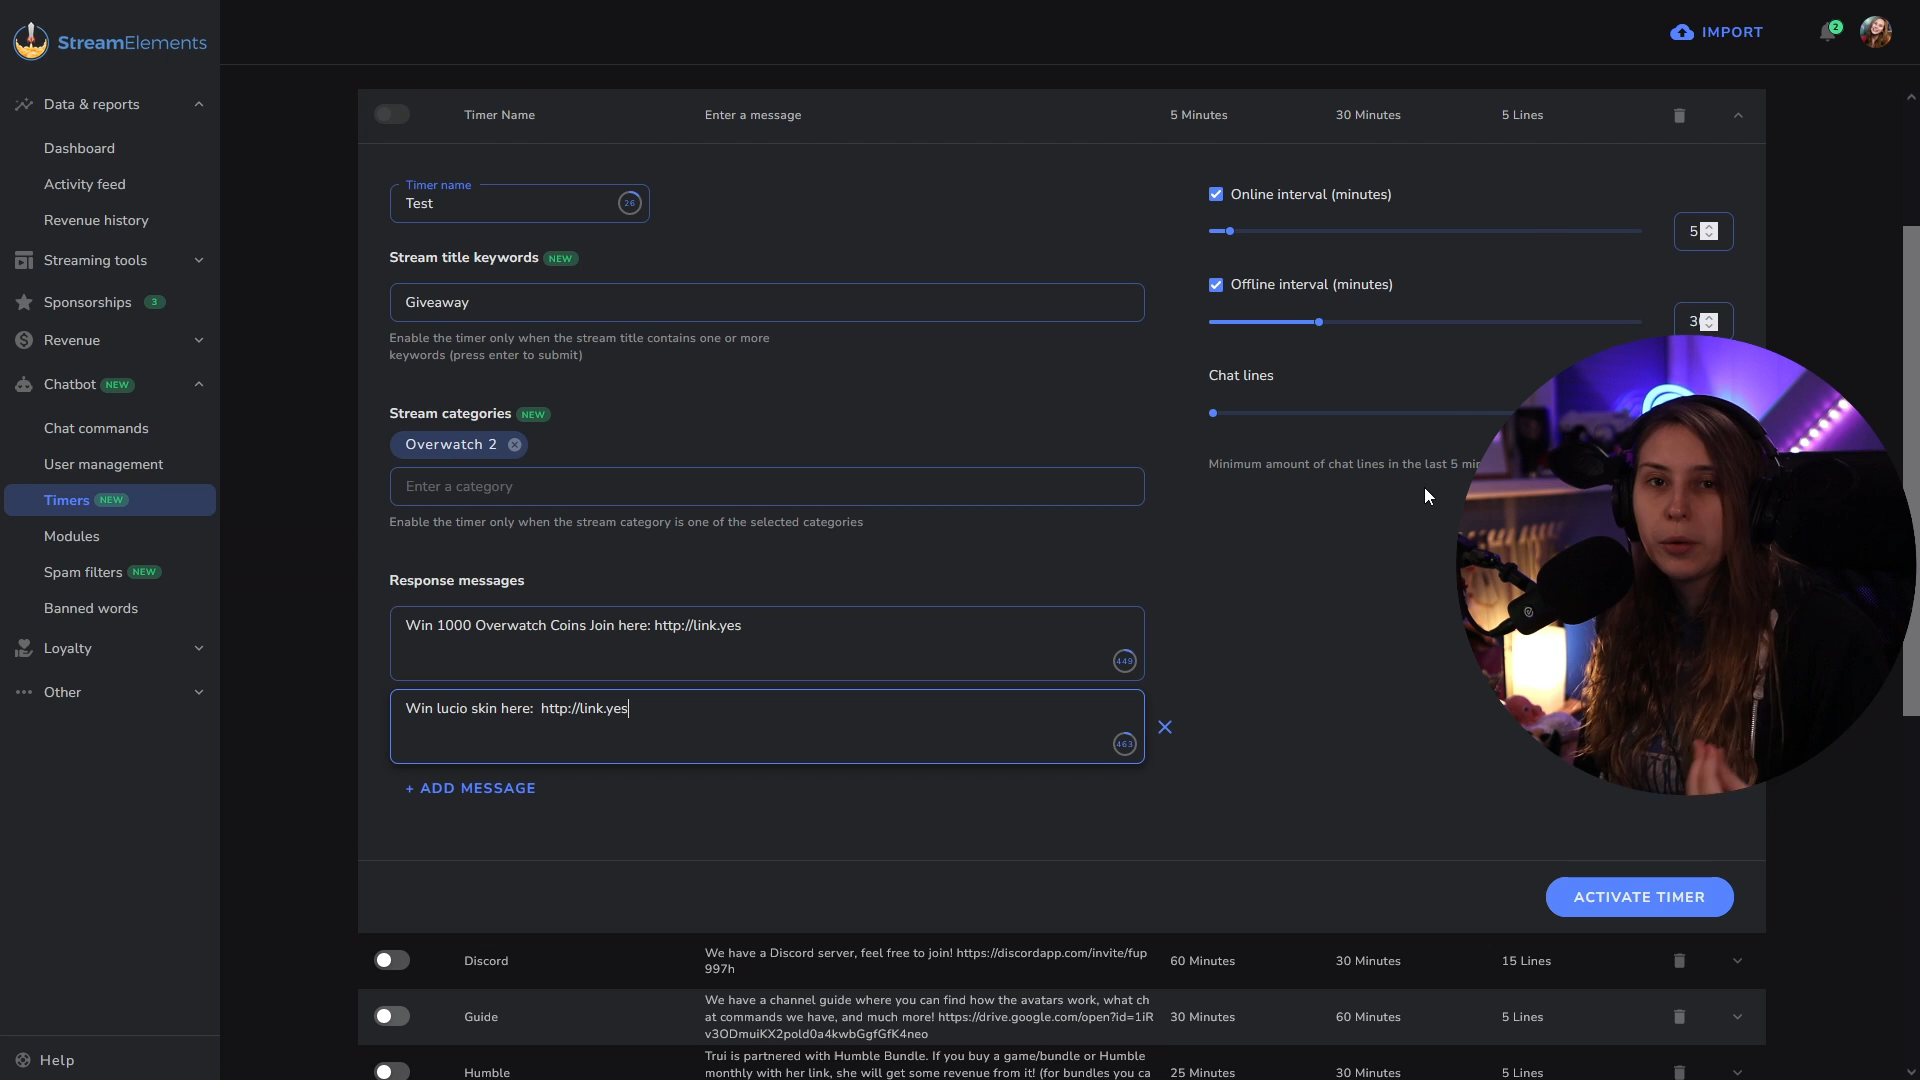 StreamElements
IMPORT
2
Data & reports
Dashboard
Activity feed
Revenue history
Streaming tools
Sponsorships 3
Revenue
Chatbot NEW
Chat commands
User management
Timers NEW
Modules
Spam filters NEW
Banned words
Loyalty
Other
Help
Timer Name Enter a message 5 Minutes 30 Minutes 5 Lines
Timer name
Test 26
Stream title keywords NEW
Giveaway
Enable the timer only when the stream title contains one or more
keywords (press enter to submit)
Stream categories NEW
Overwatch 2
Enter a category
Enable the timer only when the stream category is one of the selected categories
Response messages
Win 1000 Overwatch Coins Join here: http://link.yes
449
Win lucio skin here:  http://link.yes
463
+ ADD MESSAGE
Online interval (minutes)
5
Offline interval (minutes)
Chat lines
Minimum amount of chat lines in the last 5
ACTIVATE TIMER
Discord We have a Discord server, feel free to join! https://discordapp.com/invite/fup 60 Minutes 30 Minutes 15 Lines
997h
We have a channel guide where you can find how the avatars work, what ch
Guide at commands we have, and much more! https://drive.google.com/open?id=1iR 30 Minutes 60 Minutes 5 Lines
v3ODmuiKX2pold0a4kwbGgfGfK4neo
Trui is partnered with Humble Bundle. If you buy a game/bundle or Humble
Humble monthly with her link, she will get some revenue from it! (for bundles you ca 25 Minutes 30 Minutes 5 Lines